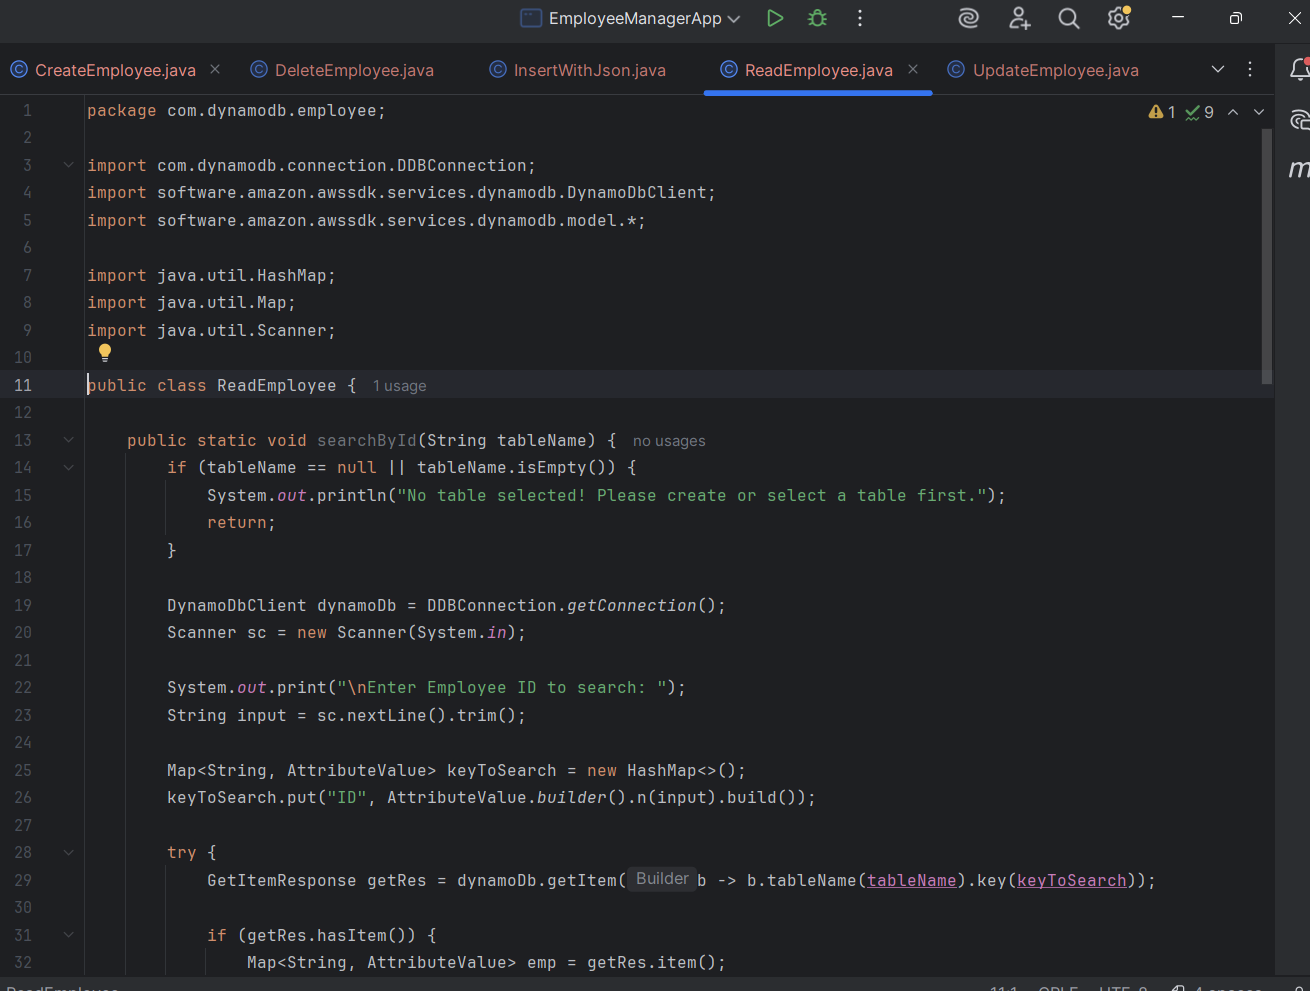 EmployeeManagerApp
CreateEmployee.java DeleteEmployee.java InsertWithJson.java ReadEmployee.java UpdateEmployee.java
1 package com.dynamodb.employee; 1 9
2
3 import com.dynamodb.connection.DDBConnection;
4 import software.amazon.awssdk.services.dynamodb.DynamoDbClient;
5 import software.amazon.awssdk.services.dynamodb.model.*;
6
7 import java.util.HashMap;
8 import java.util.Map;
9 import java.util.Scanner;
10
11 public class ReadEmployee { 1 usage
12
13 public static void searchById(String tableName) { no usages
14 if (tableName == null || tableName.isEmpty()) {
15 System.out.println("No table selected! Please create or select a table first.");
16 return;
17 }
18
19 DynamoDbClient dynamoDb = DDBConnection.getConnection();
20 Scanner sc = new Scanner(System.in);
21
22 System.out.print("\nEnter Employee ID to search: ");
23 String input = sc.nextLine().trim();
24
25 Map<String, AttributeValue> keyToSearch = new HashMap<>();
26 keyToSearch.put("ID", AttributeValue.builder().n(input).build());
27
28 try {
29 GetItemResponse getRes = dynamoDb.getItem( Builder b -> b.tableName(tableName).key(keyToSearch));
30
31 if (getRes.hasItem()) {
32 Map<String, AttributeValue> emp = getRes.item();
ReadEmployee 11:1 CRLF UTF-8 4 spaces